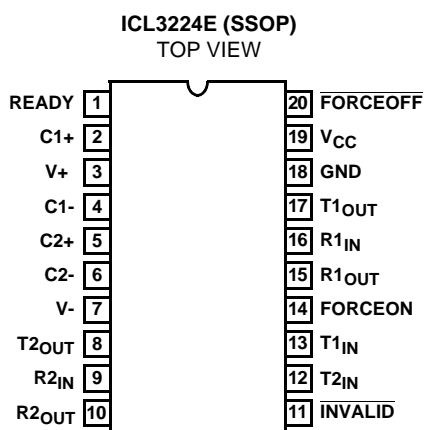 ICL3224E (SSOP)
TOP VIEW
READY 1 20 FORCEOFF
C1+ 2 19 VCC
V+ 3 18 GND
C1- 4 17 T1OUT
C2+ 5 16 R1IN
C2- 6 15 R1OUT
V- 7 14 FORCEON
T2OUT 8 13 T1IN
R2IN 9 12 T2IN
R2OUT 10 11 INVALID